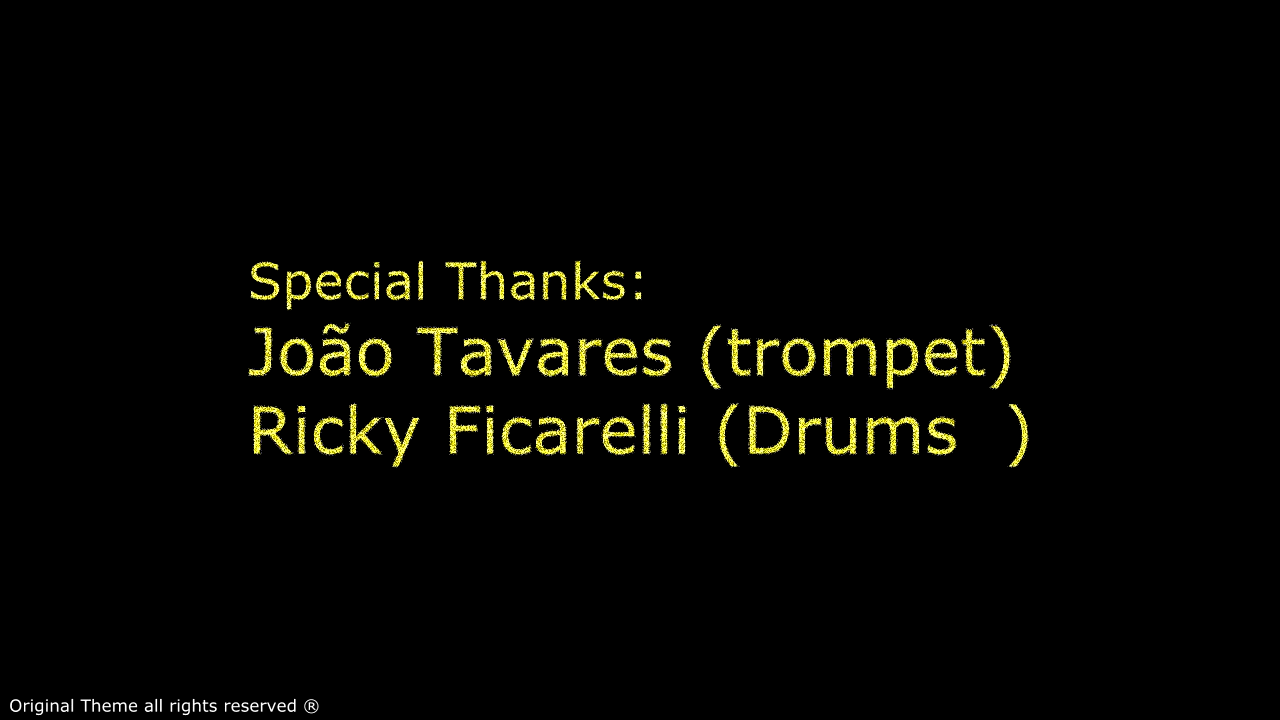 Special Thanks:
João Tavares (trompet)
Ricky Ficarelli (Drums  )
Original Theme all rights reserved ®